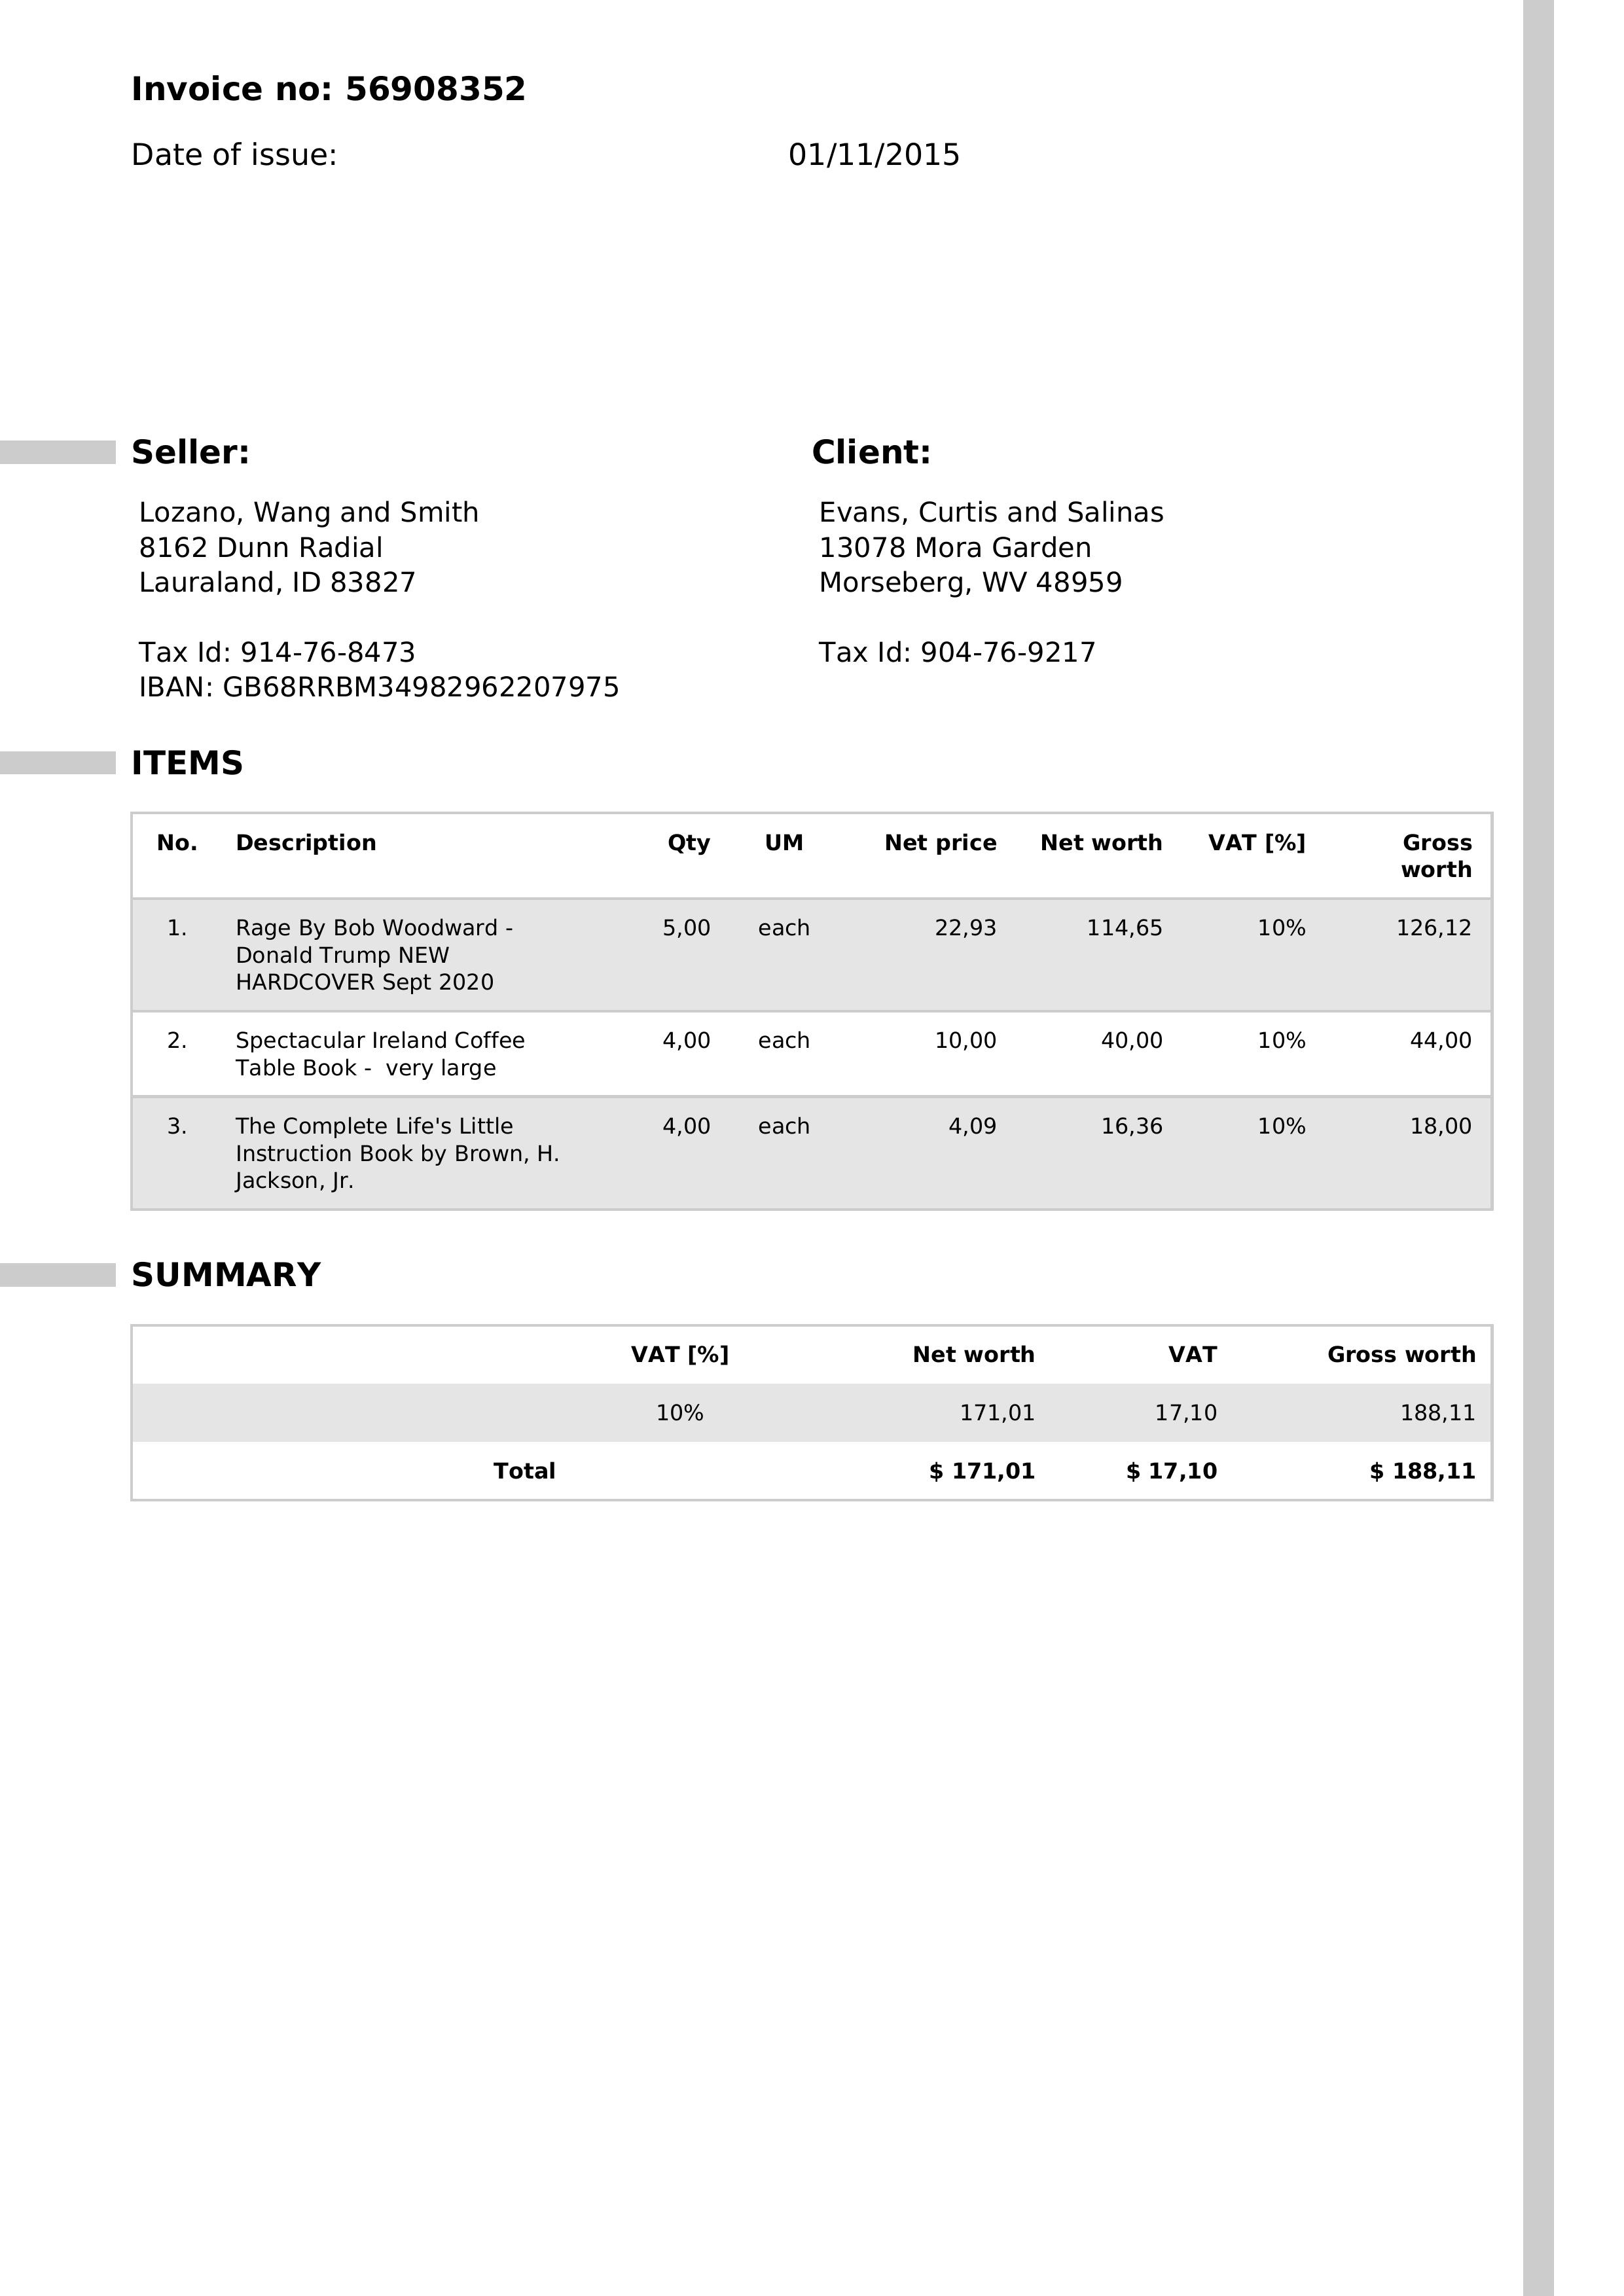 Invoice no: 56908352
Date of issue: 01/11/2015
Seller:
Lozano, Wang and Smith
8162 Dunn Radial
Lauraland, ID 83827
Tax Id: 914-76-8473
IBAN: GB68RRBM34982962207975
Client:
Evans, Curtis and Salinas
13078 Mora Garden
Morseberg, WV 48959
Tax Id: 904-76-9217
ITEMS
No. Description Qty UM Net price Net worth VAT [%] Gross
worth
1. Rage By Bob Woodward - 5,00 each 22,93 114,65 10% 126,12
Donald Trump NEW
HARDCOVER Sept 2020
2. Spectacular Ireland Coffee 4,00 each 10,00 40,00 10% 44,00
Table Book -  very large
3. The Complete Life's Little 4,00 each 4,09 16,36 10% 18,00
Instruction Book by Brown, H.
Jackson, Jr.
SUMMARY
VAT [%] Net worth VAT Gross worth
10% 171,01 17,10 188,11
Total $ 171,01 $ 17,10 $ 188,11